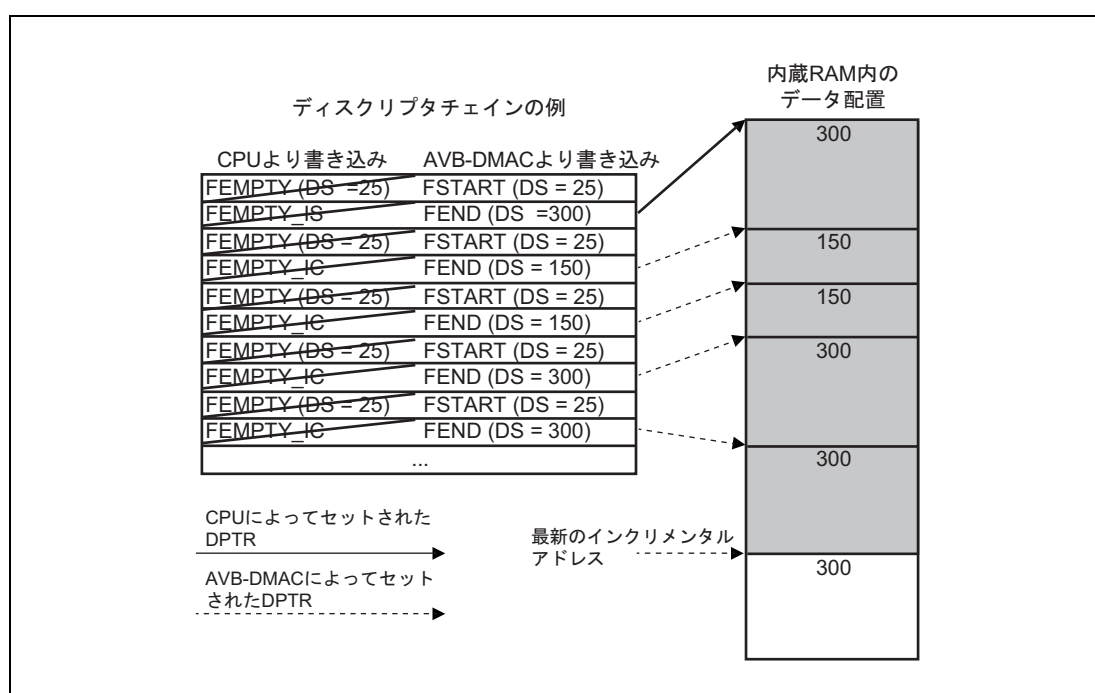 ディスクリプタチェインの例
CPUより書き込み AVB-DMACより書き込み
FEMPTY (DS =25) FSTART (DS = 25)
FEMPTY_IS FEND (DS =300)
FEMPTY (DS = 25) FSTART (DS = 25)
FEMPTY_IC FEND (DS = 150)
FEMPTY (DS = 25) FSTART (DS = 25)
FEMPTY_IC FEND (DS = 150)
FEMPTY (DS = 25) FSTART (DS = 25)
FEMPTY_IC FEND (DS = 300)
FEMPTY (DS = 25) FSTART (DS = 25)
FEMPTY_IC FEND (DS = 300)
...
CPUによってセットされた
DPTR
AVB-DMACによってセット
されたDPTR
内蔵RAM内の
データ配置
300
150
150
300
300
最新のインクリメンタル
アドレス
300